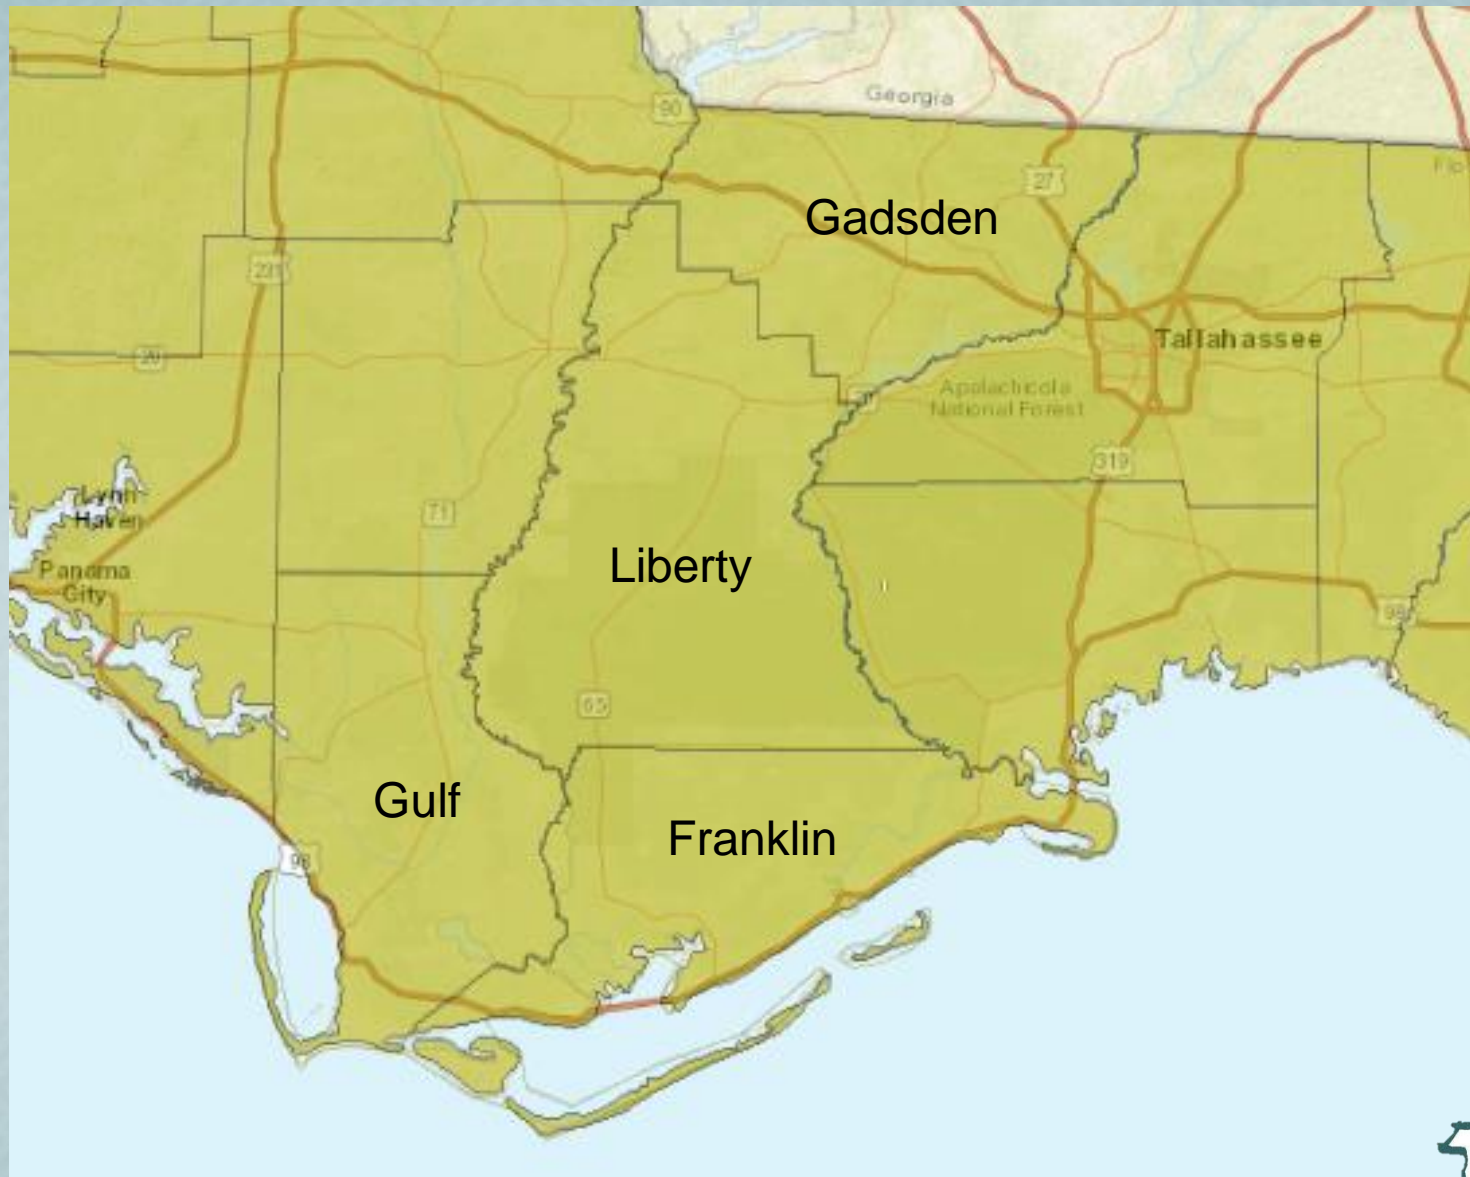 Georgia
90
27
Gadsden
231
20
Tallahassee
Apalachicola
National Forest
319
Lynn
Haven
71
Panama
City
Liberty
98
65
Gulf
Franklin
98